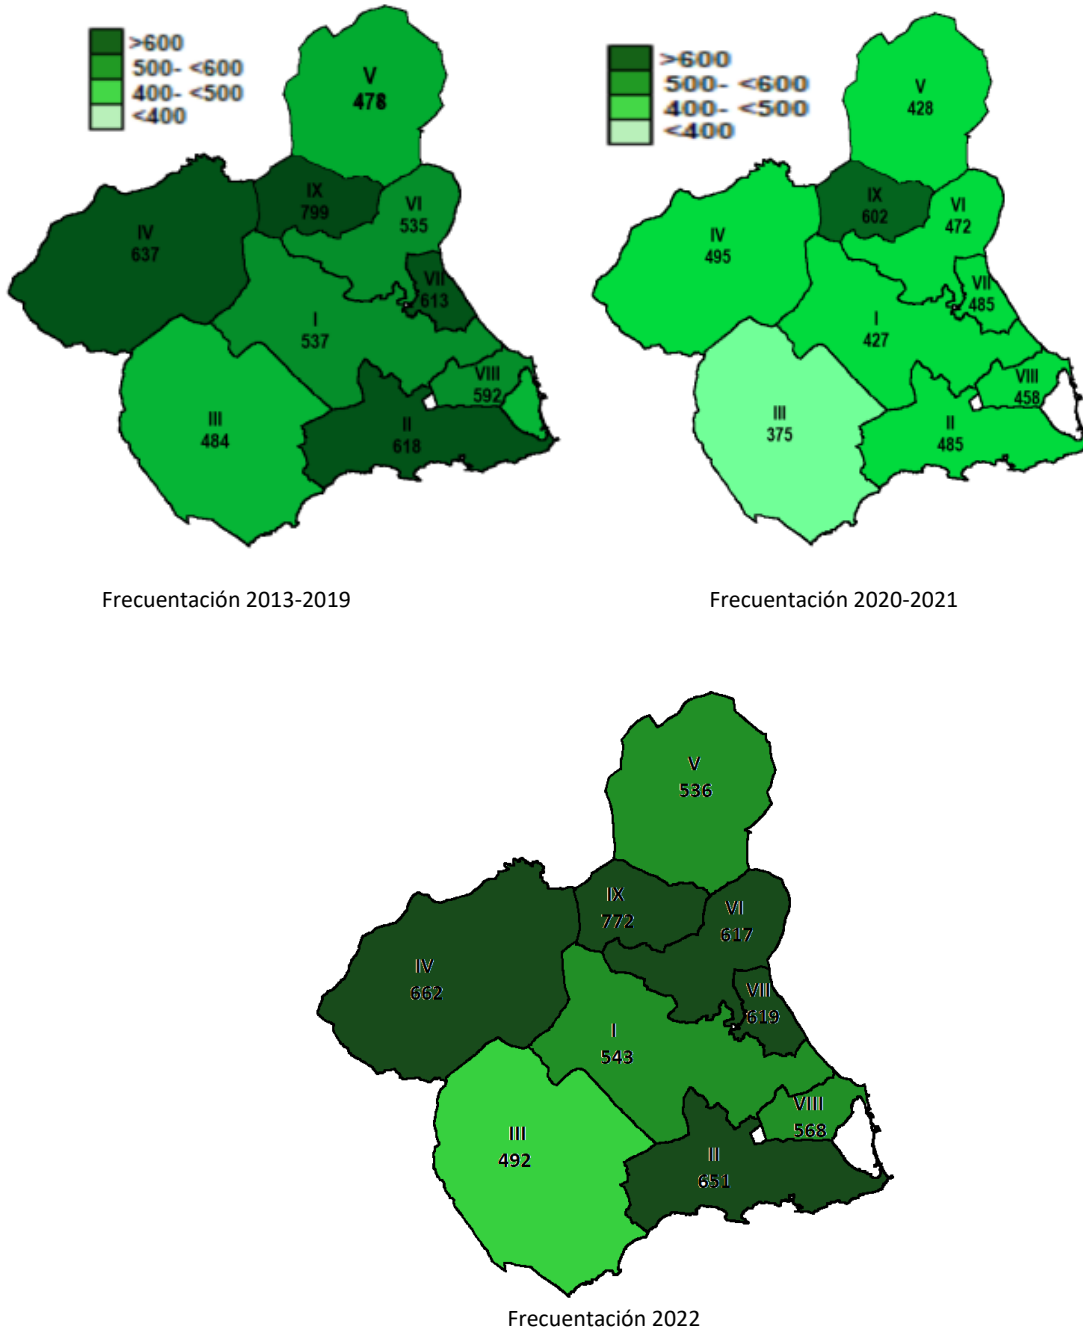 >600
500- <600
400- <500
<400
V
478
IX
799
VI
535
IV
637
VII
613
I
537
VIII
592
III
484
II
618
>600
500- <600
400- <500
<400
V
428
IX
602
VI
472
IV
495
VII
485
I
427
VIII
458
III
375
II
485
Frecuentación 2013-2019
Frecuentación 2020-2021
V
536
IX
772
VI
617
IV
662
VIII
619
I
543
VIII
568
III
492
II
651
Frecuentación 2022